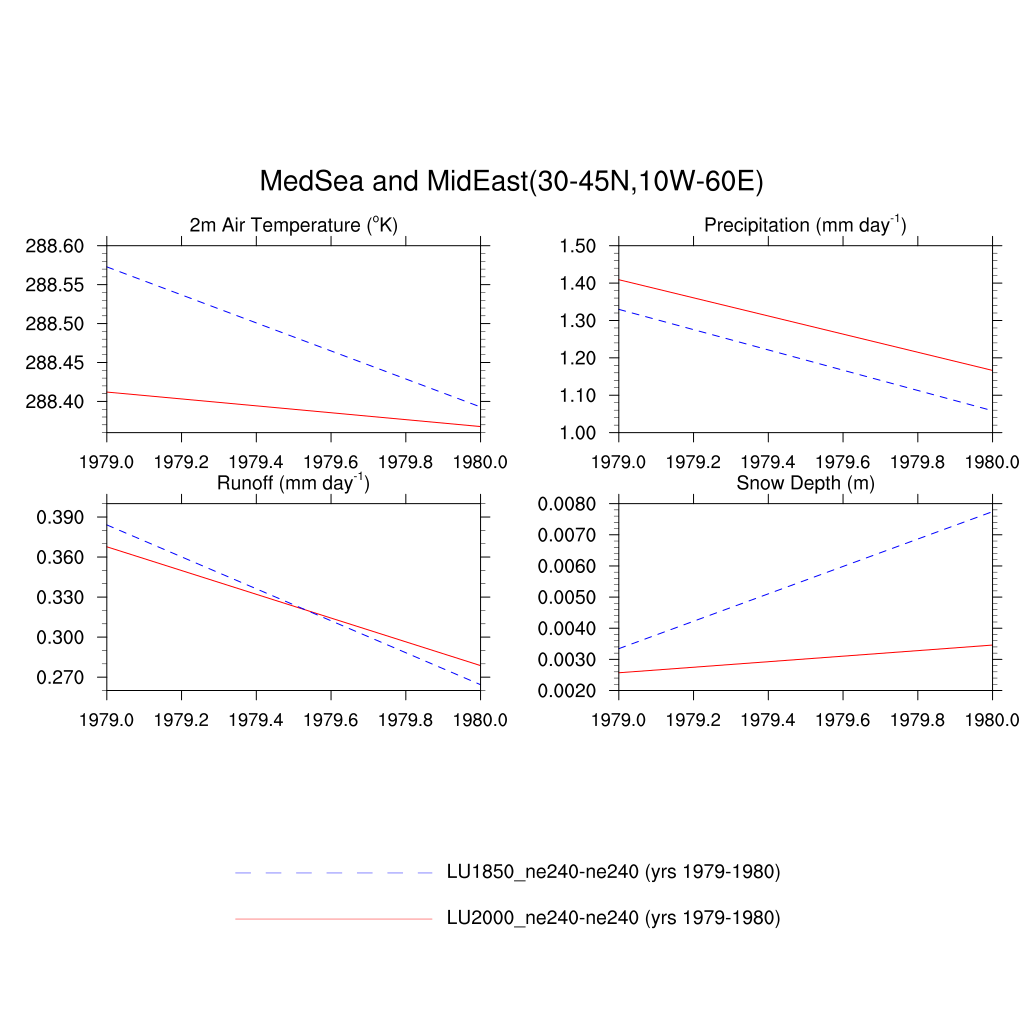 MedSea and MidEast(30-45N,10W-60E)
2m Air Temperature (°K)
288.60
288.55
288.50
288.45
288.40
1979.0 1979.2 1979.4 1979.6 1979.8 1980.0
Precipitation (mm day⁻¹)
1.50
1.40
1.30
1.20
1.10
1.00
1979.0 1979.2 1979.4 1979.6 1979.8 1980.0
Runoff (mm day⁻¹)
0.390
0.360
0.330
0.300
0.270
1979.0 1979.2 1979.4 1979.6 1979.8 1980.0
Snow Depth (m)
0.0080
0.0070
0.0060
0.0050
0.0040
0.0030
0.0020
1979.0 1979.2 1979.4 1979.6 1979.8 1980.0
LU1850_ne240-ne240 (yrs 1979-1980)
LU2000_ne240-ne240 (yrs 1979-1980)